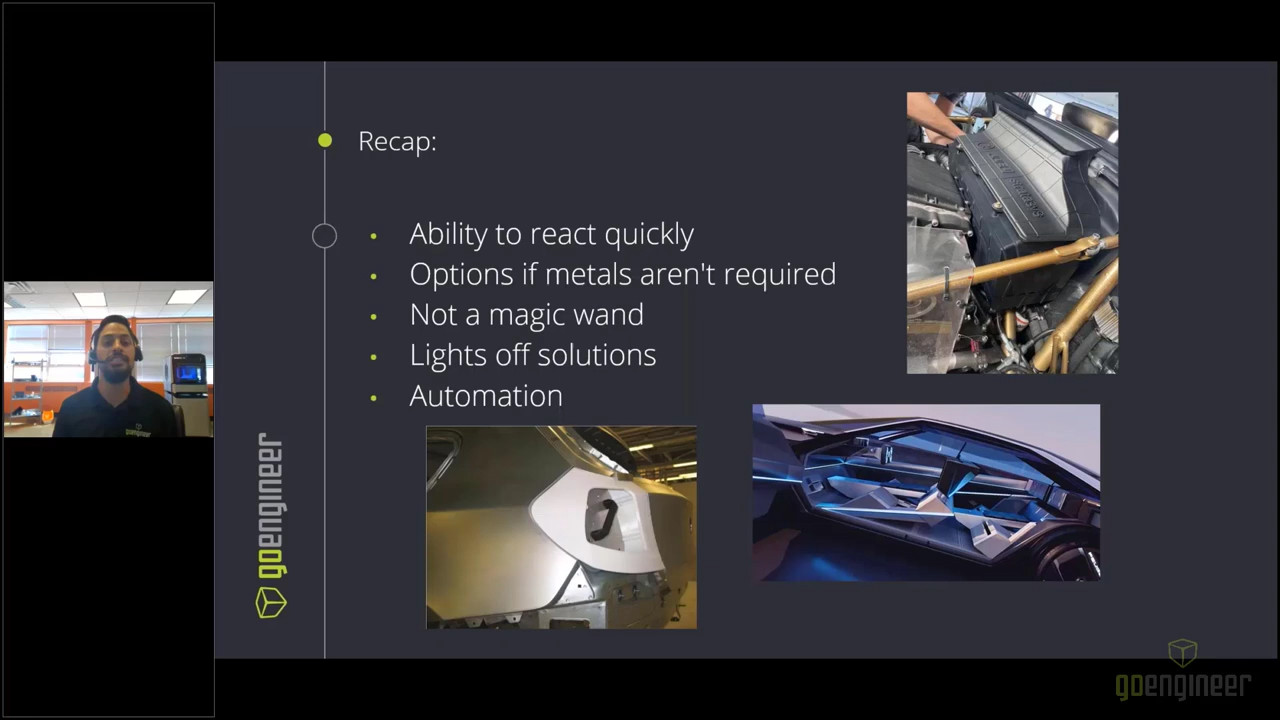 Recap:
Ability to react quickly
Options if metals aren't required
Not a magic wand
Lights off solutions
Automation
goengineer
goengineer
goengineer